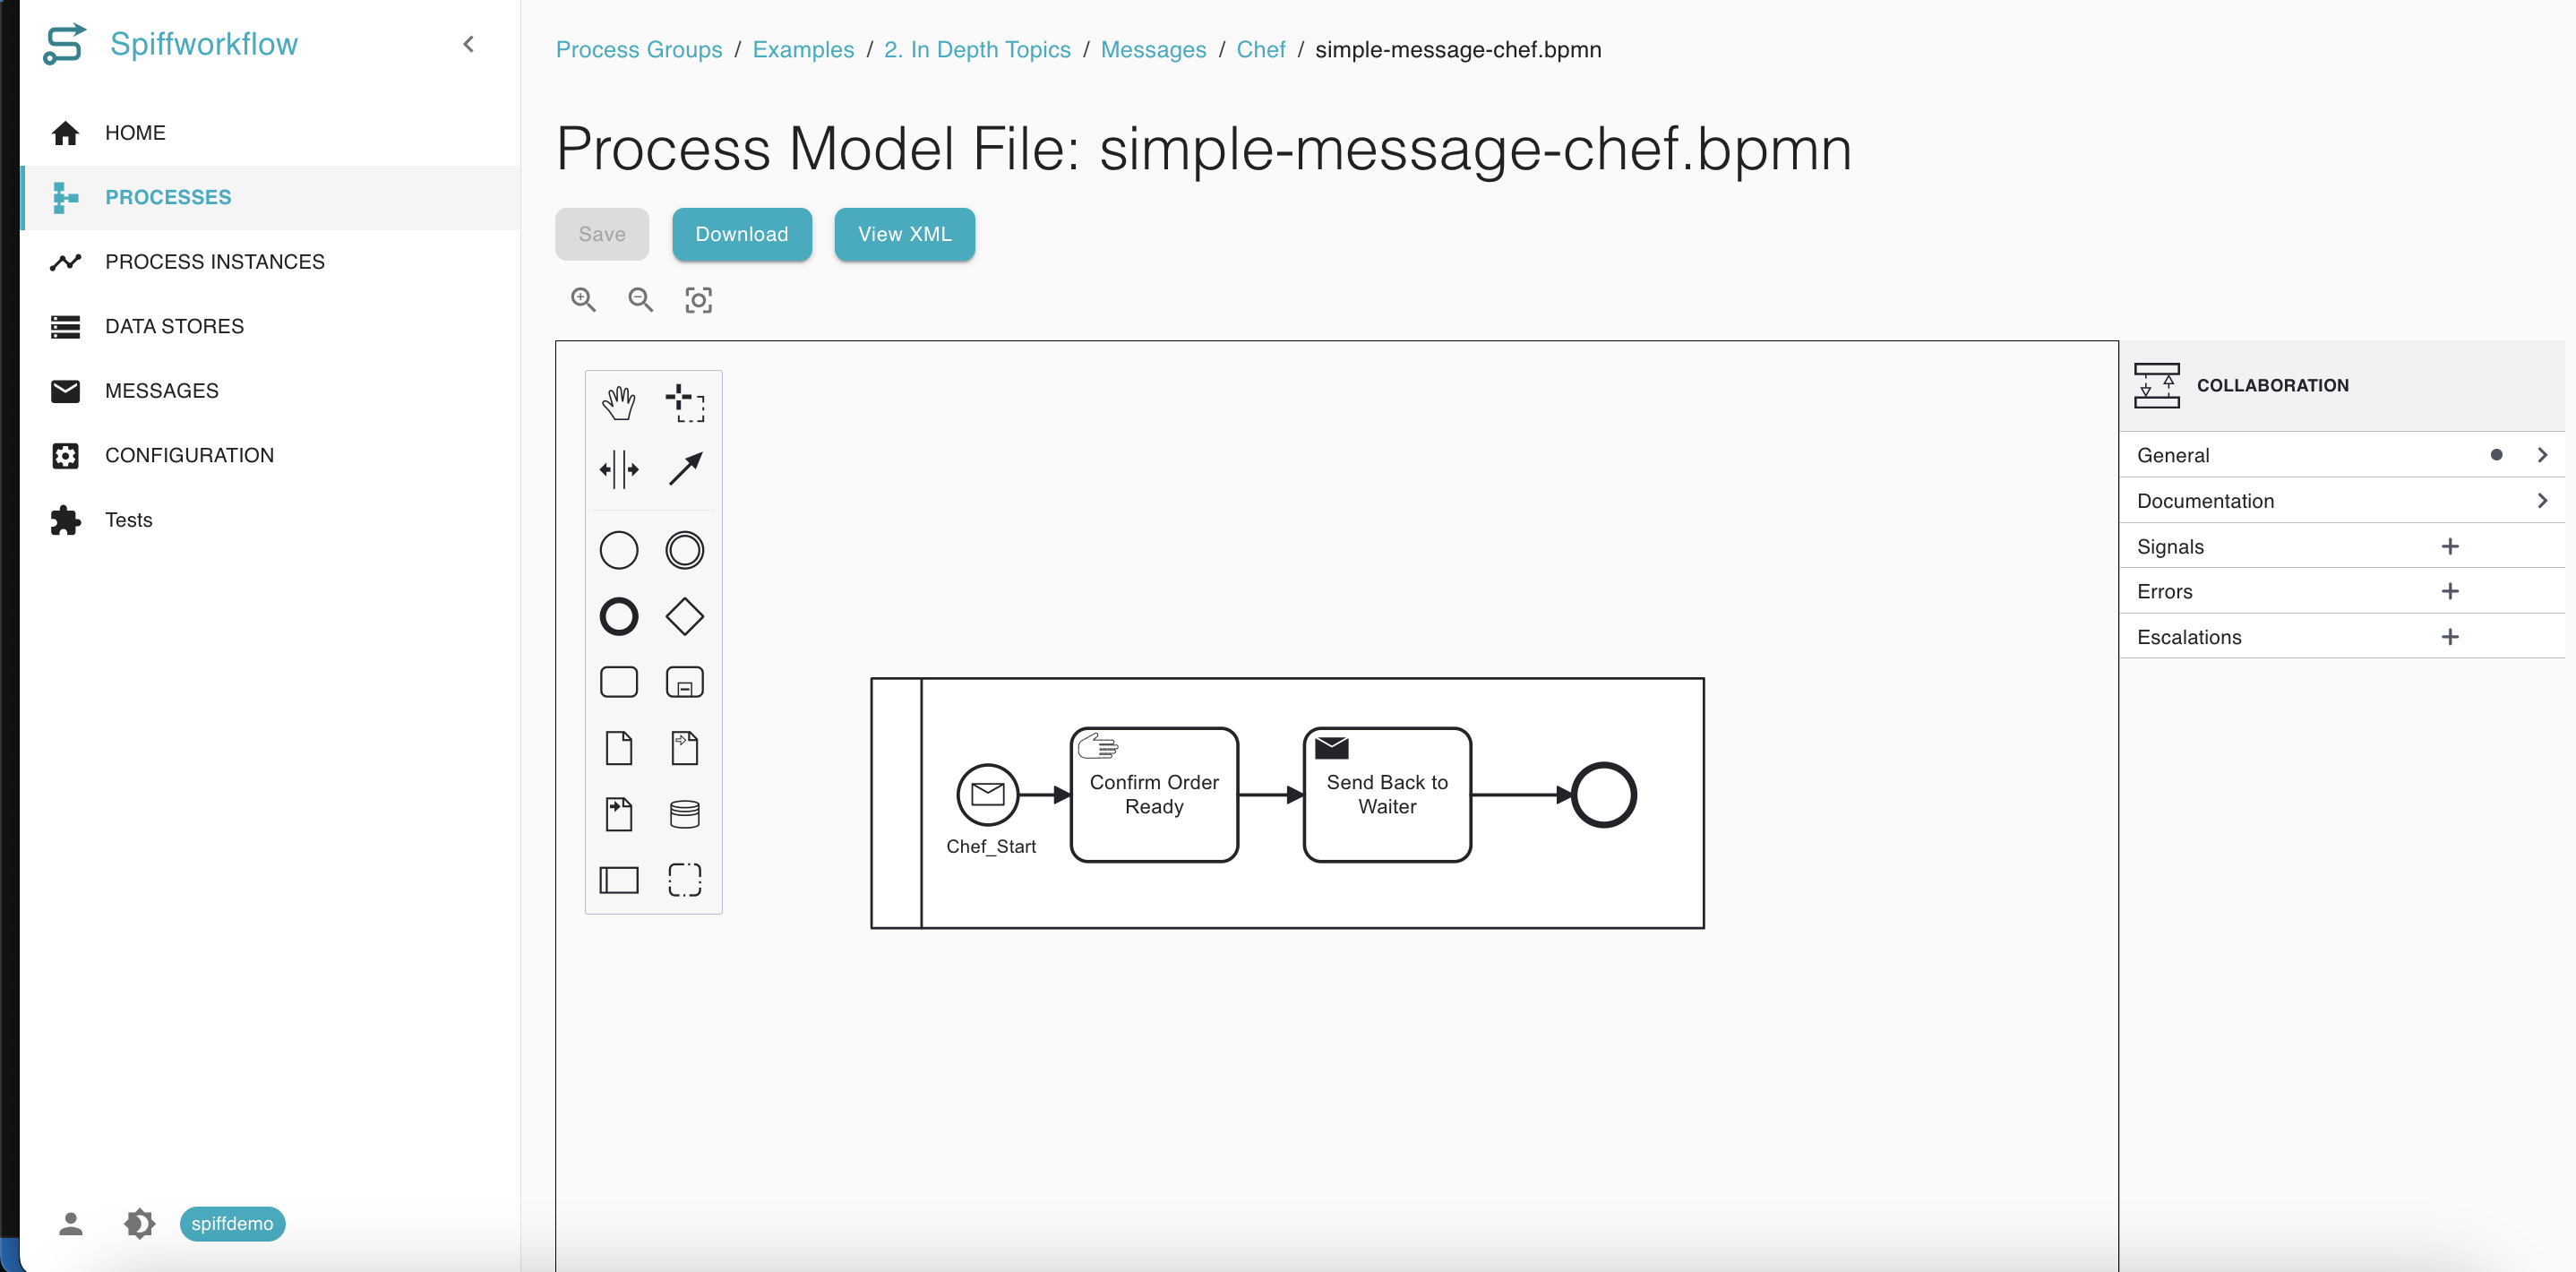 Spiffworkflow
HOME
PROCESSES
PROCESS INSTANCES
DATA STORES
MESSAGES
CONFIGURATION
Tests
spiffdemo
Process Groups / Examples / 2. In Depth Topics / Messages / Chef / simple-message-chef.bpmn
Process Model File: simple-message-chef.bpmn
Save Download View XML
Chef_Start
Confirm Order
Ready
Send Back to
Waiter
COLLABORATION
General
Documentation
Signals
Errors
Escalations